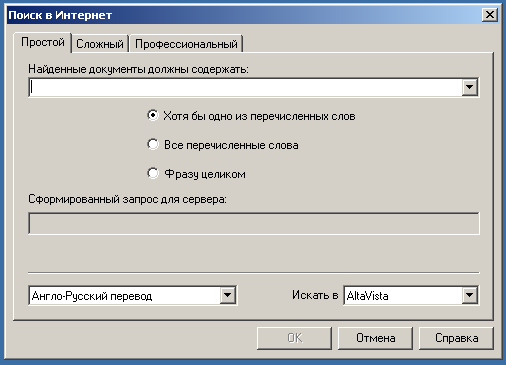 Поиск в Интернет
Простой Сложный Профессиональный
Найденные документы должны содержать:
Хотя бы одно из перечисленных слов
Все перечисленные слова
Фразу целиком
Сформированный запрос для сервера:
Англо-Русский перевод Искать в AltaVista
OK Отмена Справка